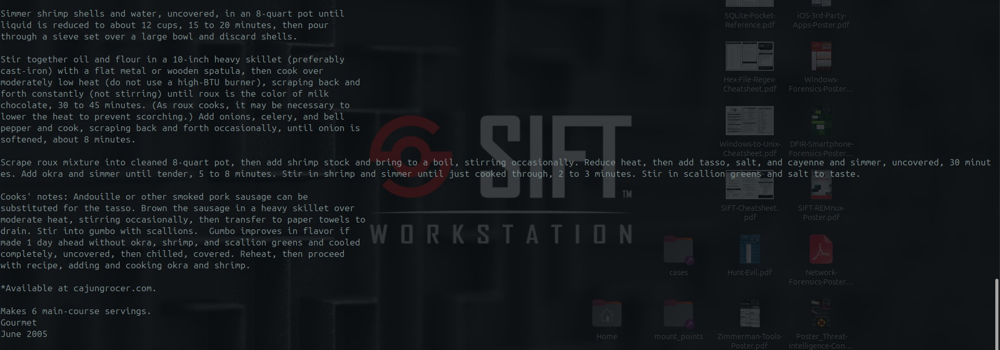 Simmer shrimp shells and water, uncovered, in an 8-quart pot until
liquid is reduced to about 12 cups, 15 to 20 minutes, then pour
through a sieve set over a large bowl and discard shells.
Stir together oil and flour in a 10-inch heavy skillet (preferably
cast-iron) with a flat metal or wooden spatula, then cook over
moderately low heat (do not use a high-BTU burner), scraping back and
forth constantly (not stirring) until roux is the color of milk
chocolate, 30 to 45 minutes. (As roux cooks, it may be necessary to
lower the heat to prevent scorching.) Add onions, celery, and bell
pepper and cook, scraping back and forth occasionally, until onion is
softened, about 8 minutes.
Scrape roux mixture into cleaned 8-quart pot, then add shrimp stock and bring to a boil, stirring occasionally. Reduce heat, then add tasso, salt, and cayenne and simmer, uncovered, 30 minut
es. Add okra and simmer until tender, 5 to 8 minutes. Stir in shrimp and simmer until just cooked through, 2 to 3 minutes. Stir in scallion greens and salt to taste.
Cooks' notes: Andouille or other smoked pork sausage can be
substituted for the tasso. Brown the sausage in a heavy skillet over
moderate heat, stirring occasionally, then transfer to paper towels to
drain. Stir into gumbo with scallions.  Gumbo improves in flavor if
made 1 day ahead without okra, shrimp, and scallion greens and cooled
completely, uncovered, then chilled, covered. Reheat, then proceed
with recipe, adding and cooking okra and shrimp.
*Available at cajungrocer.com.
Makes 6 main-course servings.
Gourmet
June 2005
SIFT™
WORKSTATION
SQLite-Pocket-
Reference.pdf
iOS-3rd-Party-
Apps-Poster.pdf
Hex-File-Regex-
Cheatsheet.pdf
Windows-
Forensics-Poster...
Windows-to-Unix-
Cheatsheet.pdf
DFIR-Smartphone-
Forensics-Poster...
SIFT-Cheatsheet.
pdf
SIFT-REMnux-
Poster.pdf
cases
Hunt-Evil.pdf
Network-
Forensics-Poster...
Home
mount_points
Zimmerman-Tools-
Poster.pdf
Poster_Threat-
Intelligence-Con...